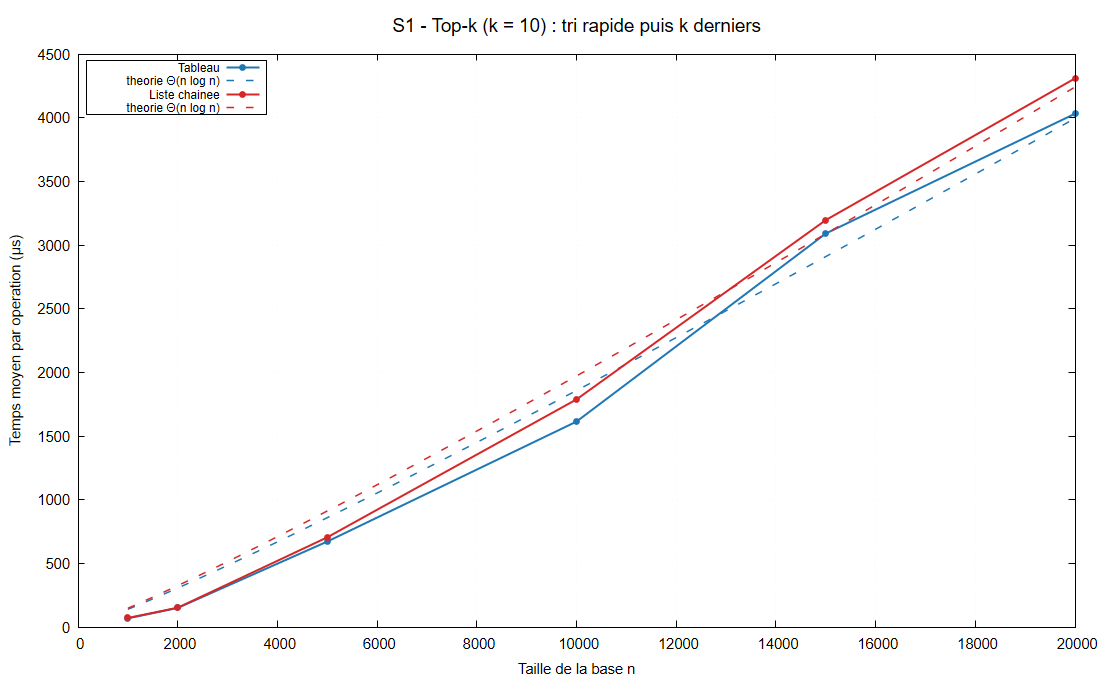 S1 - Top-k (k = 10) : tri rapide puis k derniers
4500
4000
3500
3000
2500
2000
1500
1000
500
0
Temps moyen par operation (µs)
Tableau
theorie Θ(n log n)
Liste chainee
theorie Θ(n log n)
0 2000 4000 6000 8000 10000 12000 14000 16000 18000 20000
Taille de la base n